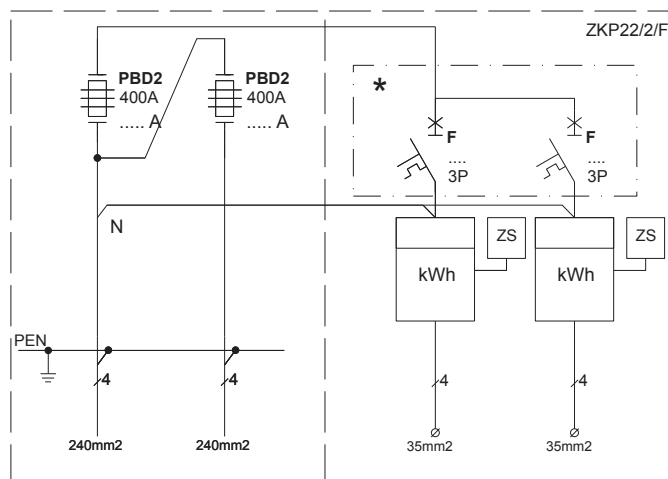 ZKP22/2/F
PBD2
400A
..... A
PBD2
400A
..... A
*
F
....
3P
F
....
3P
N
kWh
ZS
kWh
ZS
PEN
4
4
4
4
240mm2
240mm2
35mm2
35mm2